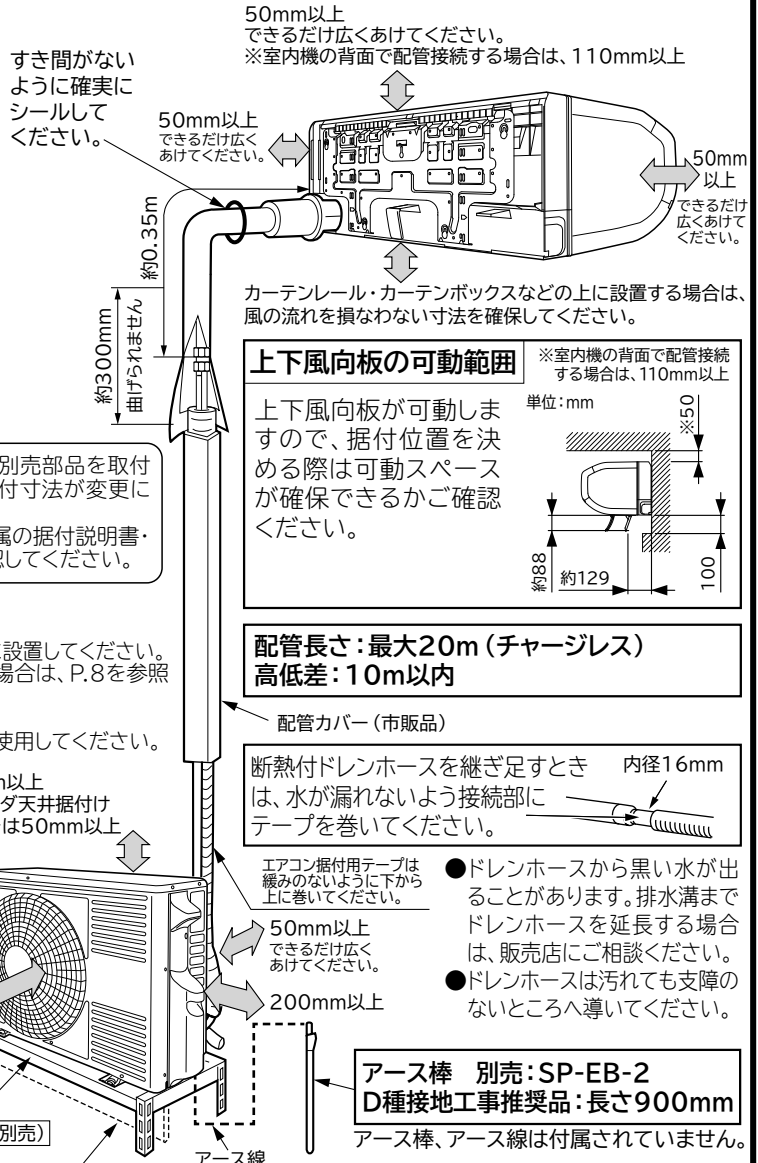 50mm以上
できるだけ広くあけてください。
※室内機の背面で配管接続する場合は、110mm以上
すき間がない
ように確実に
シールして
ください。
50mm以上
できるだけ広く
あけてください。
50mm
以上
できるだけ
広くあけて
ください。
約0.35m
約300mm
曲げられません
カーテンレール・カーテンボックスなどの上に設置する場合は、
風の流れを損なわない寸法を確保してください。
上下風向板の可動範囲
※室内機の背面で配管接続
する場合は、110mm以上
上下風向板が可動しま
すので、据付位置を決
める際は可動スペース
が確保できるかご確認
ください。
単位:mm
※50
約88
約129
100
別売部品を取付
付寸法が変更に
属の据付説明書・
認してください。
配管長さ:最大20m(チャージレス)
高低差:10m以内
に設置してください。
場合は、P.8を参照
配管カバー(市販品)
使用してください。
断熱付ドレンホースを継ぎ足すとき
は、水が漏れないよう接続部に
テープを巻いてください。
内径16mm
m以上
ダ天井据付け
は50mm以上
エアコン据付用テープは
緩みのないように下から
上に巻いてください。
●ドレンホースから黒い水が出
ることがあります。排水溝まで
ドレンホースを延長する場合
は、販売店にご相談ください。
●ドレンホースは汚れても支障の
ないところへ導いてください。
50mm以上
できるだけ広く
あけてください。
200mm以上
アース棒 別売:SP-EB-2
D種接地工事推奨品:長さ900mm
アース棒、アース線は付属されていません。
別売)
アース線